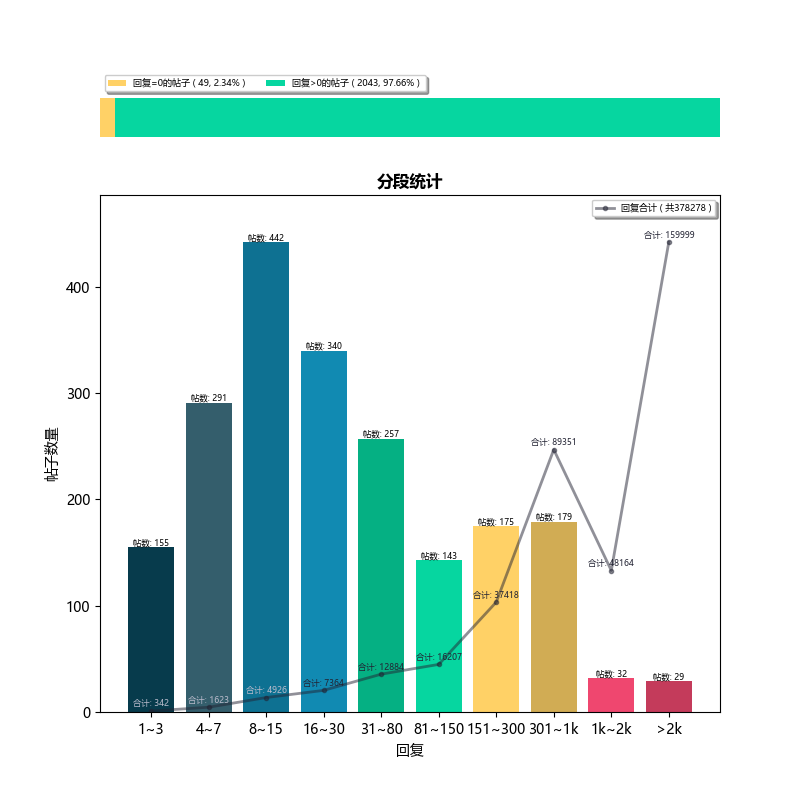 回复=0的帖子 ( 49, 2.34% ) 回复>0的帖子 ( 2043, 97.66% )
分段统计
回复合计 ( 共378278 )
合计: 159999
帖数: 442
400
帖数: 340
帖数: 291
300
帖数: 257
合计: 89351
帖子数量
帖数: 175
帖数: 179
200
帖数: 155
帖数: 143
合计: 48164
合计: 37418
100
合计: 16207
合计: 12884
帖数: 32
帖数: 29
合计: 7364
合计: 4926
合计: 1623
合计: 342
0
1~3 4~7 8~15 16~30 31~80 81~150 151~300 301~1k 1k~2k >2k
回复